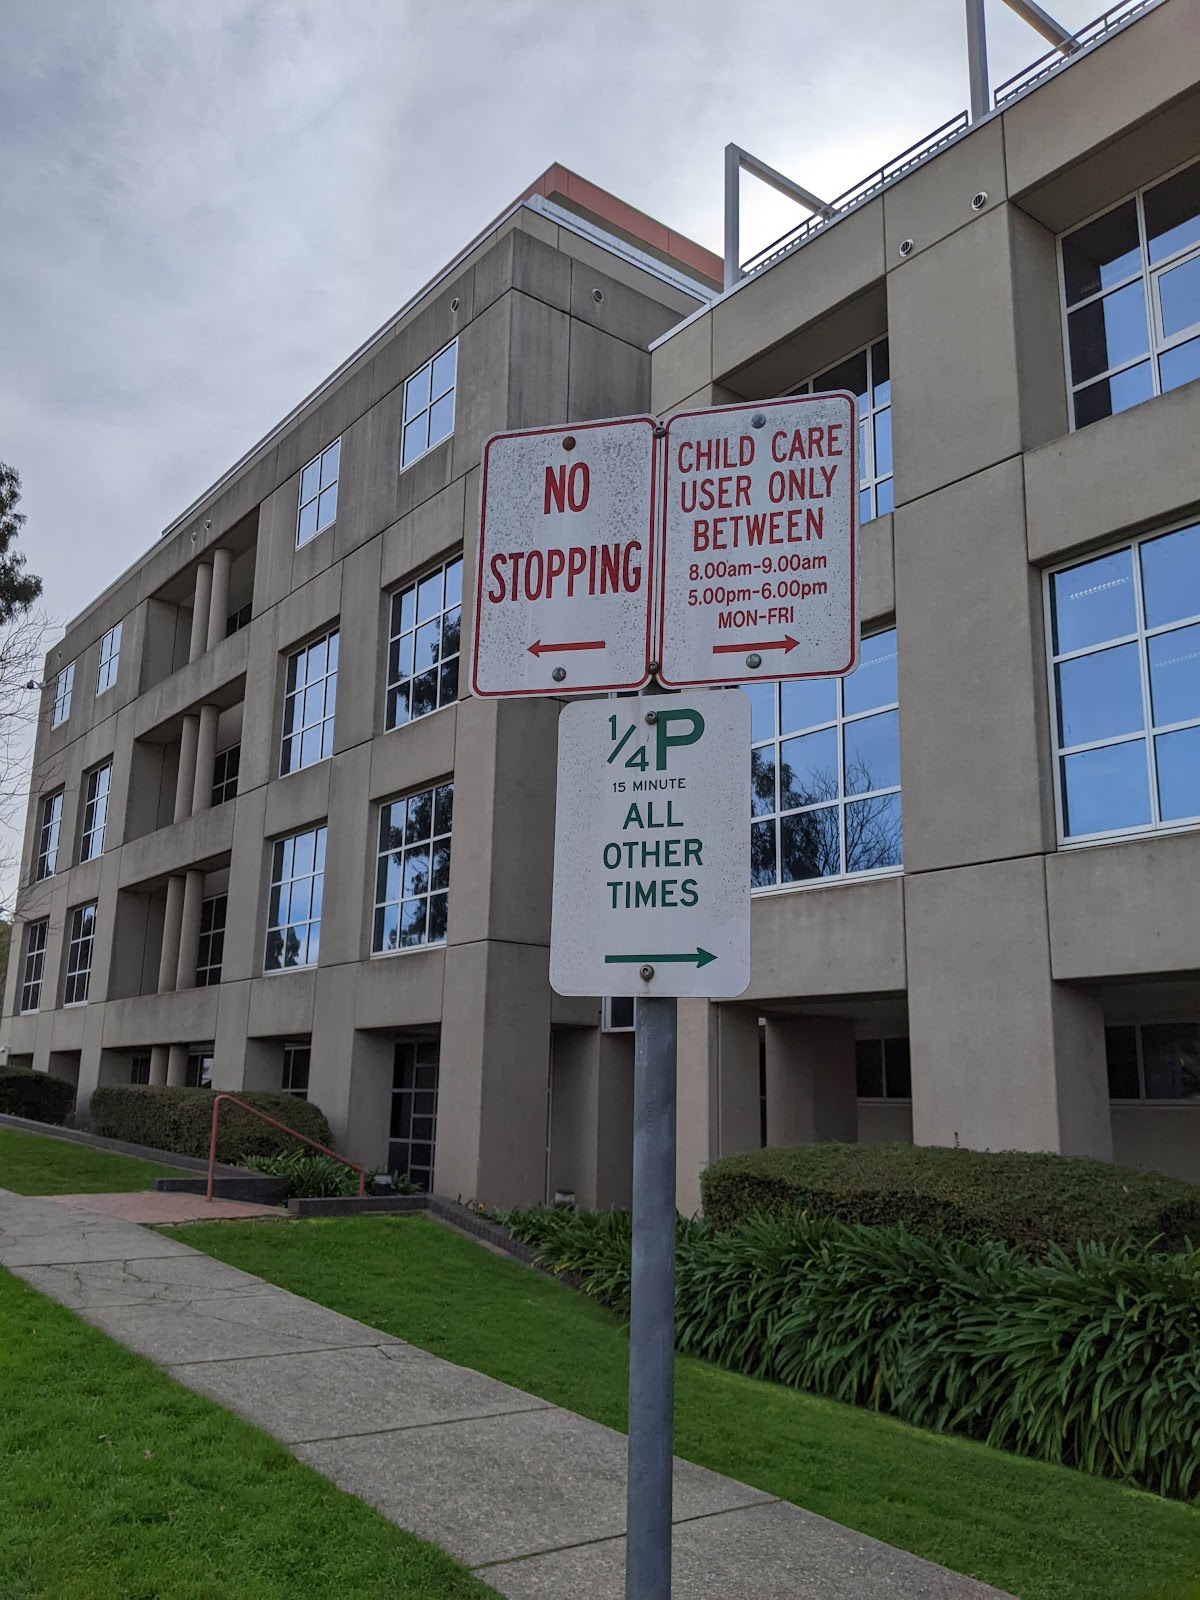 NO
STOPPING
CHILD CARE
USER ONLY
BETWEEN
8.00am-9.00am
5.00pm-6.00pm
MON-FRI
1/4P
15 MINUTE
ALL
OTHER
TIMES